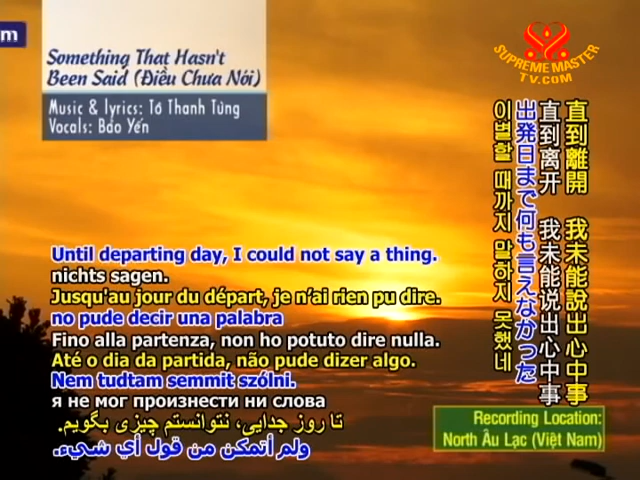 m
Something That Hasn't
Been Said (Điều Chưa Nói)
Music & lyrics: Tô Thanh Tùng
Vocals: Bảo Yến
SUPREME MASTER
TV.COM
直到離開 我未能說出心中事
直到离开 我未能说出心中事
出発日まで何も言えなかった
이별할 때까지 말하지 못했네
Until departing day, I could not say a thing.
nichts sagen.
Jusqu'au jour du départ, je n'ai rien pu dire.
no pude decir una palabra
Fino alla partenza, non ho potuto dire nulla.
Até o dia da partida, não pude dizer algo.
Nem tudtam semmit szólni.
я не мог произнести ни слова
تا روز جدایی، نتوانستم چیزی بگویم.
ولم أتمكن من قول أي شيء.
Recording Location:
North Âu Lạc (Việt Nam)